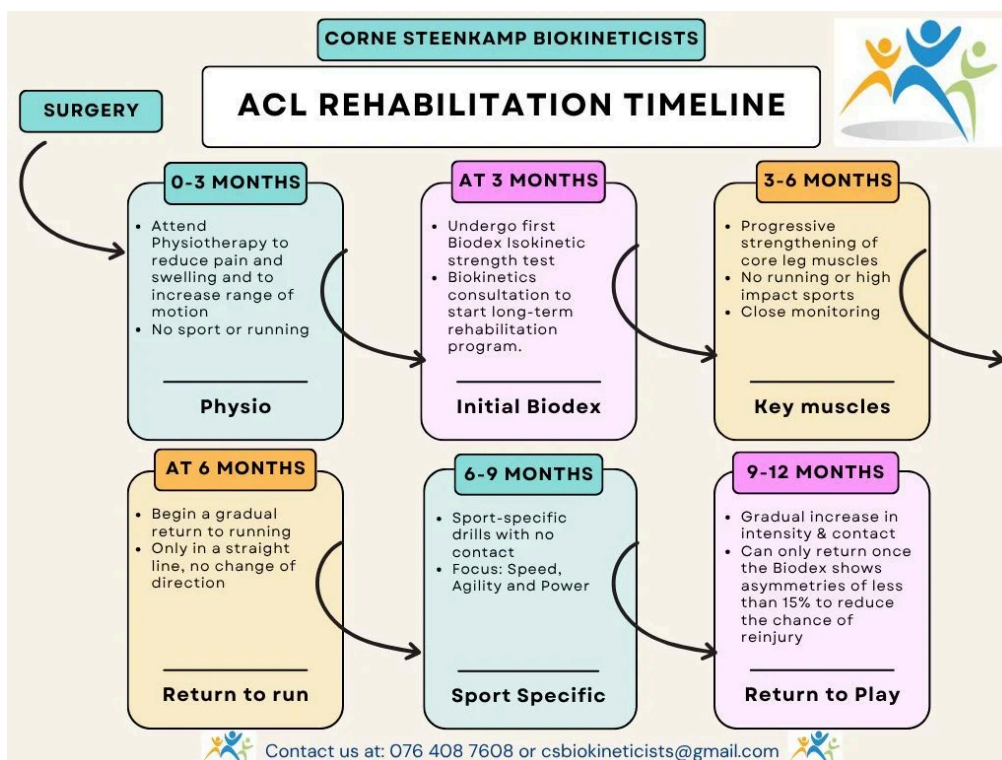 CORNE STEENKAMP BIOKINETICISTS
ACL REHABILITATION TIMELINE
SURGERY
0-3 MONTHS
• Attend
Physiotherapy to
reduce pain and
swelling and to
increase range of
motion
• No sport or running
Physio
AT 3 MONTHS
• Undergo first
Biodex Isokinetic
strength test
• Biokinetics
consultation to
start long-term
rehabilitation
program.
Initial Biodex
3-6 MONTHS
• Progressive
strengthening of
core leg muscles
• No running or high
impact sports
• Close monitoring
Key muscles
AT 6 MONTHS
• Begin a gradual
return to running
• Only in a straight
line, no change of
direction
Return to run
6-9 MONTHS
• Sport-specific
drills with no
contact
• Focus: Speed,
Agility and Power
Sport Specific
9-12 MONTHS
• Gradual increase in
intensity & contact
• Can only return once
the Biodex shows
asymmetries of less
than 15% to reduce
the chance of
reinjury
Return to Play
Contact us at: 076 408 7608 or csbiokineticists@gmail.com